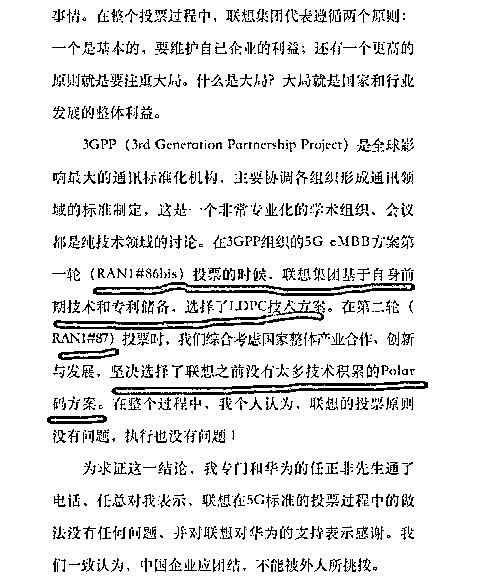 事情。在整个投票过程中，联想集团代表遵循两个原则：
一个是基本的，要维护自己企业的利益；还有一个更高的
原则就是要注重大局。什么是大局？大局就是国家和行业
发展的整体利益。
3GPP（3rd Generation Partnership Project）是全球影
响最大的通讯标准化机构，主要协调各组织形成通讯领
域的标准制定，这是一个非常专业化的学术组织、会议
都是纯技术领域的讨论。在3GPP组织的5G eMBB方案第
一轮（RAN1#86bis）投票的时候，联想集团基于自身前
期技术和专利储备，选择了LDPC技术方案。在第二轮（
RAN1#87）投票时，我们综合考虑国家整体产业合作、创新
与发展，坚决选择了联想之前没有太多技术积累的Polar
码方案。在整个过程中，我个人认为，联想的投票原则
没有问题，执行也没有问题！
为求证这一结论，我专门和华为的任正非先生通了
电话、任总对我表示，联想在5G标准的投票过程中的做
法没有任何问题、并对联想对华为的支持表示感谢。我
们一致认为，中国企业应团结，不能被外人所挑拨。